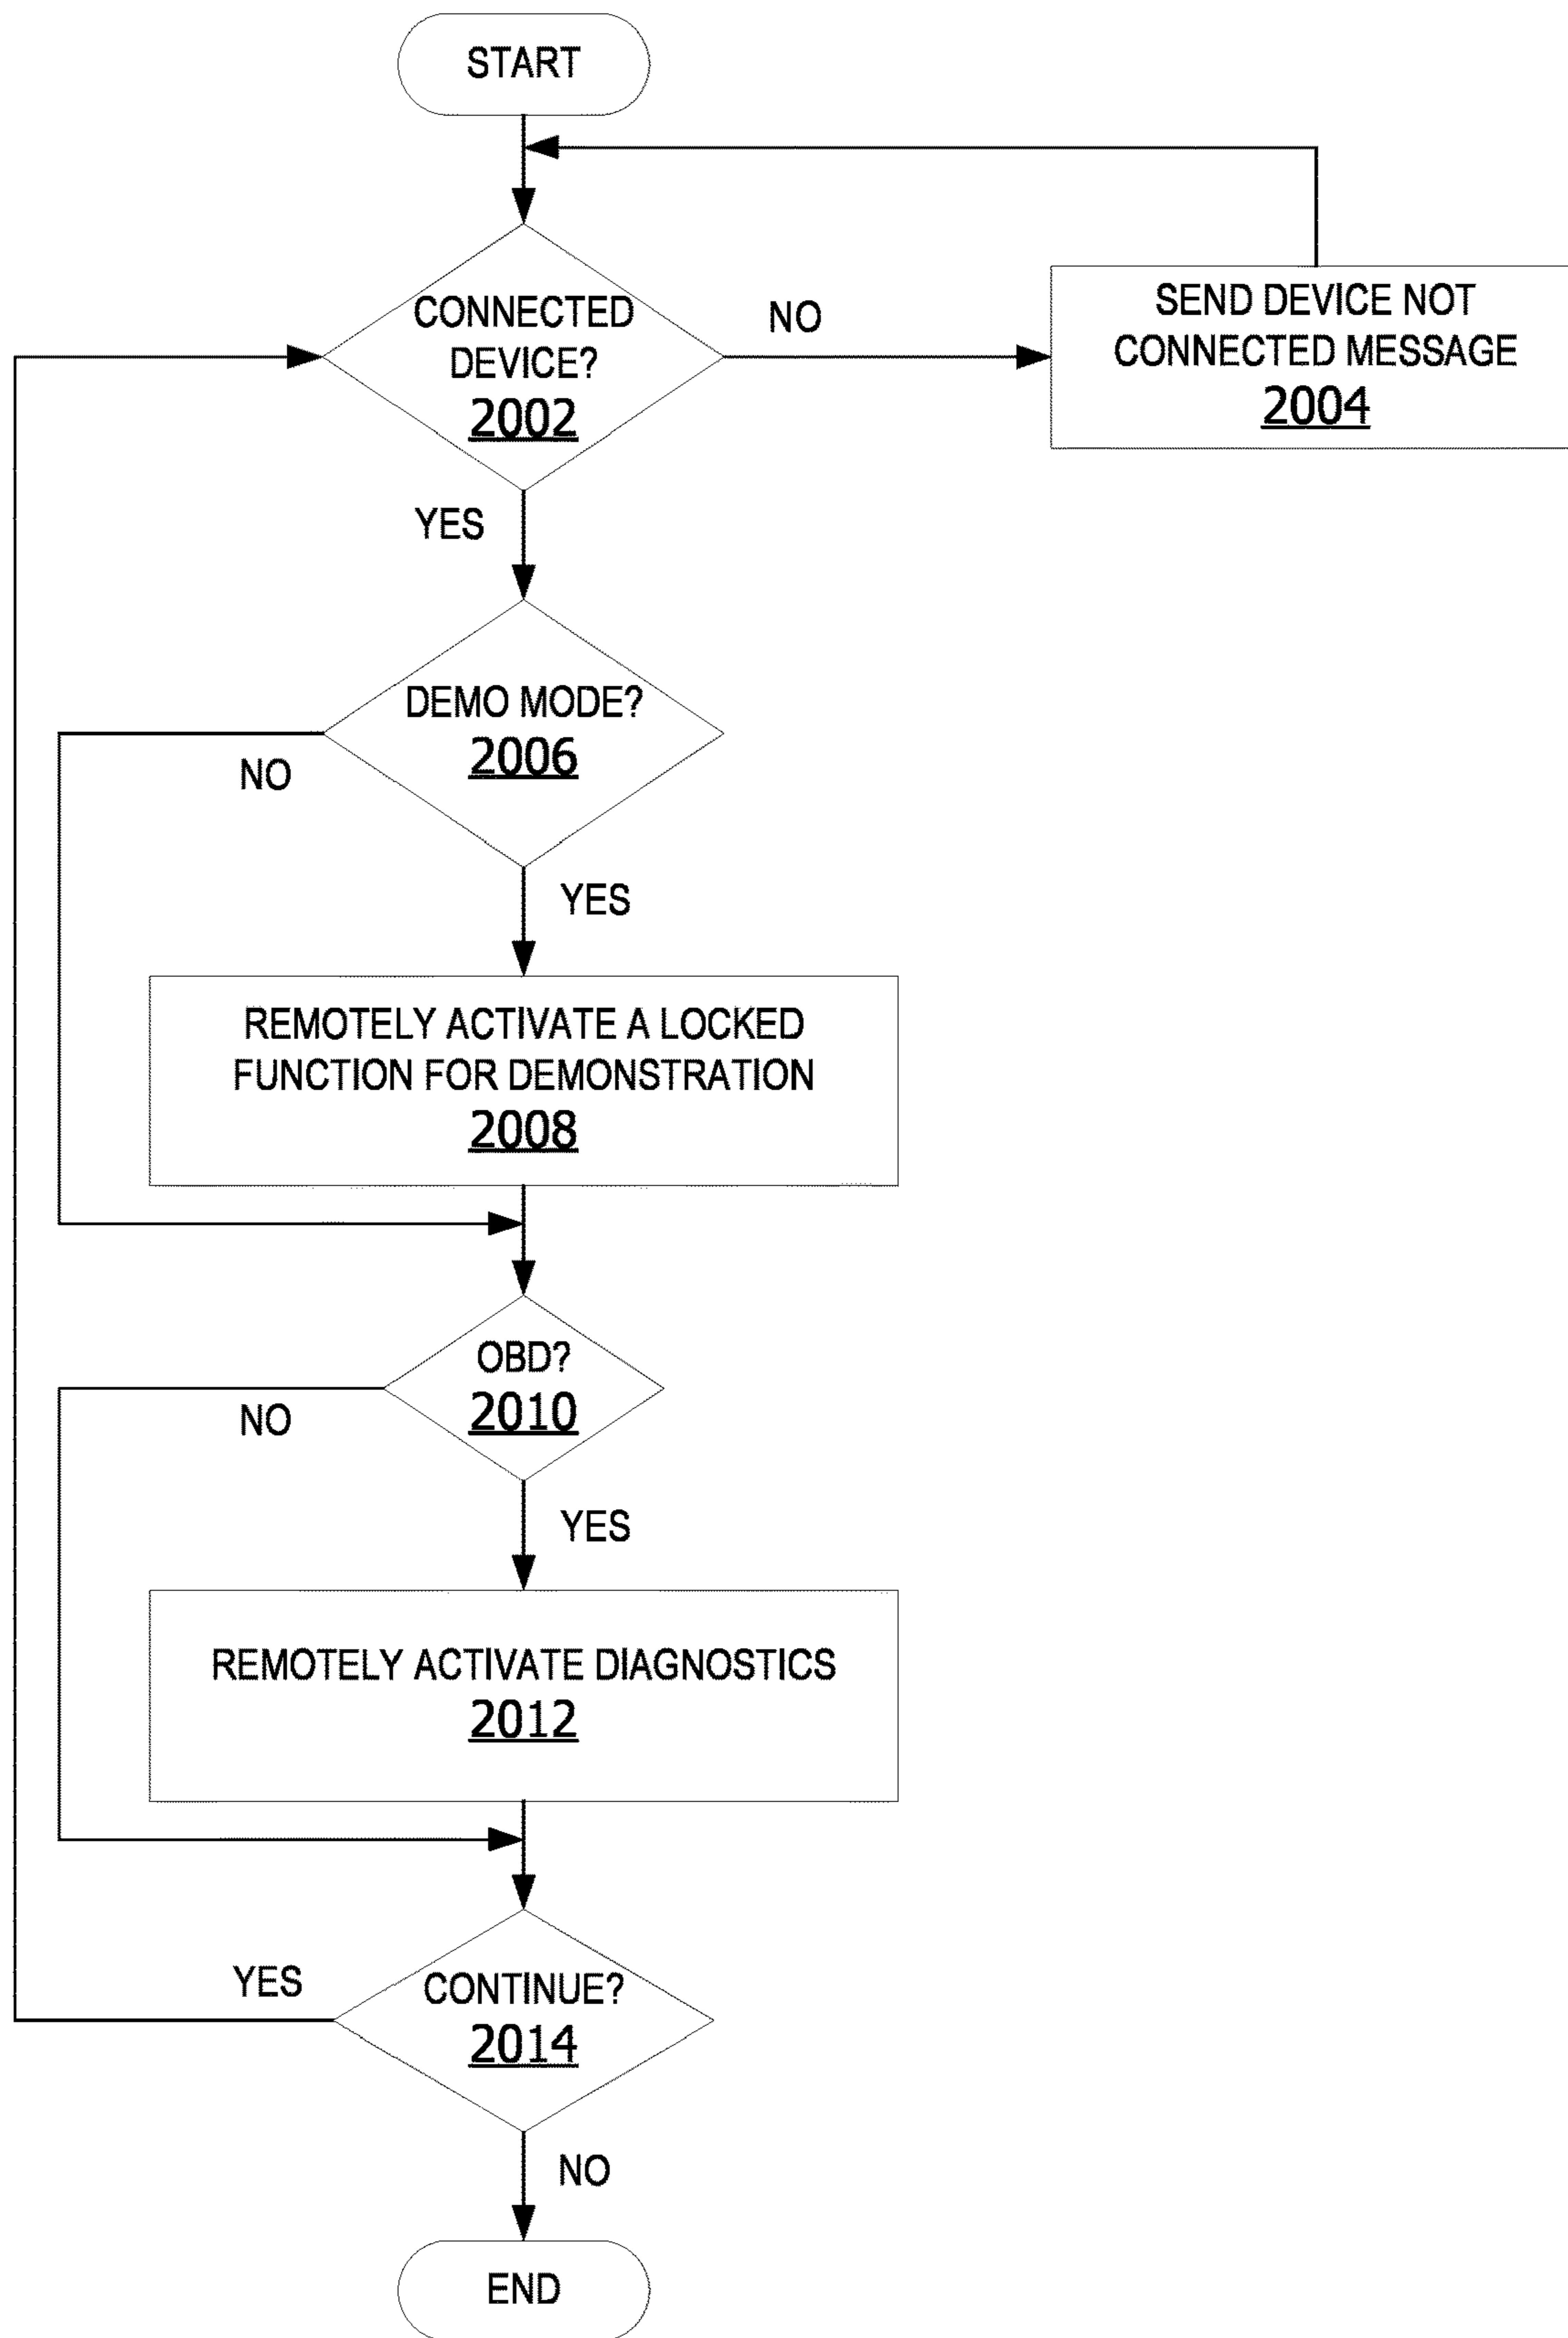 START
CONNECTED
DEVICE?
2002
NO
SEND DEVICE NOT
CONNECTED MESSAGE
2004
YES
DEMO MODE?
2006
NO
YES
REMOTELY ACTIVATE A LOCKED
FUNCTION FOR DEMONSTRATION
2008
OBD?
2010
NO
YES
REMOTELY ACTIVATE DIAGNOSTICS
2012
YES
CONTINUE?
2014
NO
END